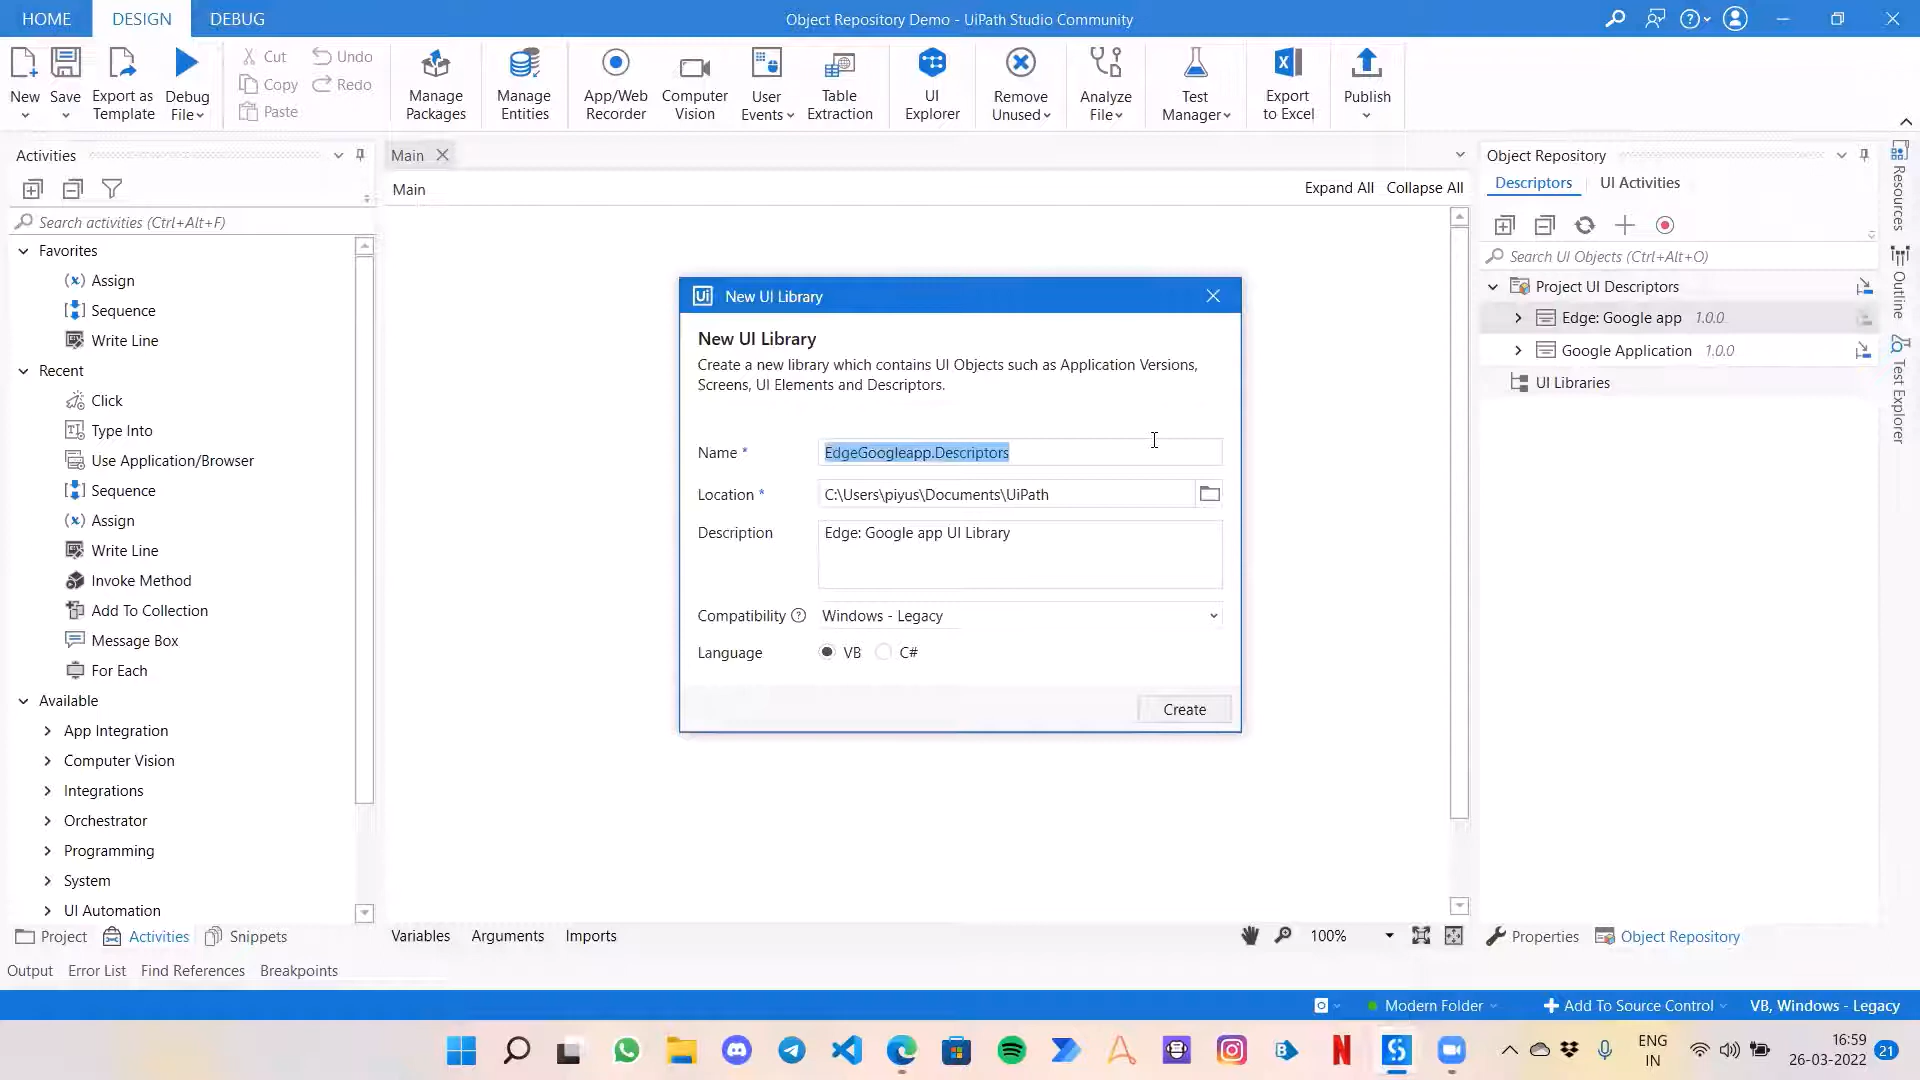 HOME DESIGN DEBUG
Object Repository Demo - UiPath Studio Community
New
Save
Export as Template
Debug File
Cut
Copy
Paste
Undo
Redo
Manage Packages
Manage Entities
App/Web Recorder
Computer Vision
User Events
Table Extraction
UI Explorer
Remove Unused
Analyze File
Test Manager
Export to Excel
Publish
Activities
Search activities (Ctrl+Alt+F)
Favorites
Assign
Sequence
Write Line
Recent
Click
Type Into
Use Application/Browser
Sequence
Assign
Write Line
Invoke Method
Add To Collection
Message Box
For Each
Available
App Integration
Computer Vision
Integrations
Orchestrator
Programming
System
UI Automation
Project Activities Snippets
Main
Main
Expand All Collapse All
Ui New UI Library
New UI Library
Create a new library which contains UI Objects such as Application Versions,
Screens, UI Elements and Descriptors.
Name * EdgeGoogleapp.Descriptors
Location * C:\Users\piyus\Documents\UiPath
Description Edge: Google app UI Library
Compatibility ? Windows - Legacy
Language VB C#
Create
Variables Arguments Imports
100%
Object Repository
Descriptors UI Activities
Search UI Objects (Ctrl+Alt+O)
Project UI Descriptors
Edge: Google app 1.0.0
Google Application 1.0.0
UI Libraries
Properties Object Repository
Resources
Outline
Test Explorer
Output Error List Find References Breakpoints
Modern Folder
Add To Source Control
VB, Windows - Legacy
ENG
IN
16:59
26-03-2022
21